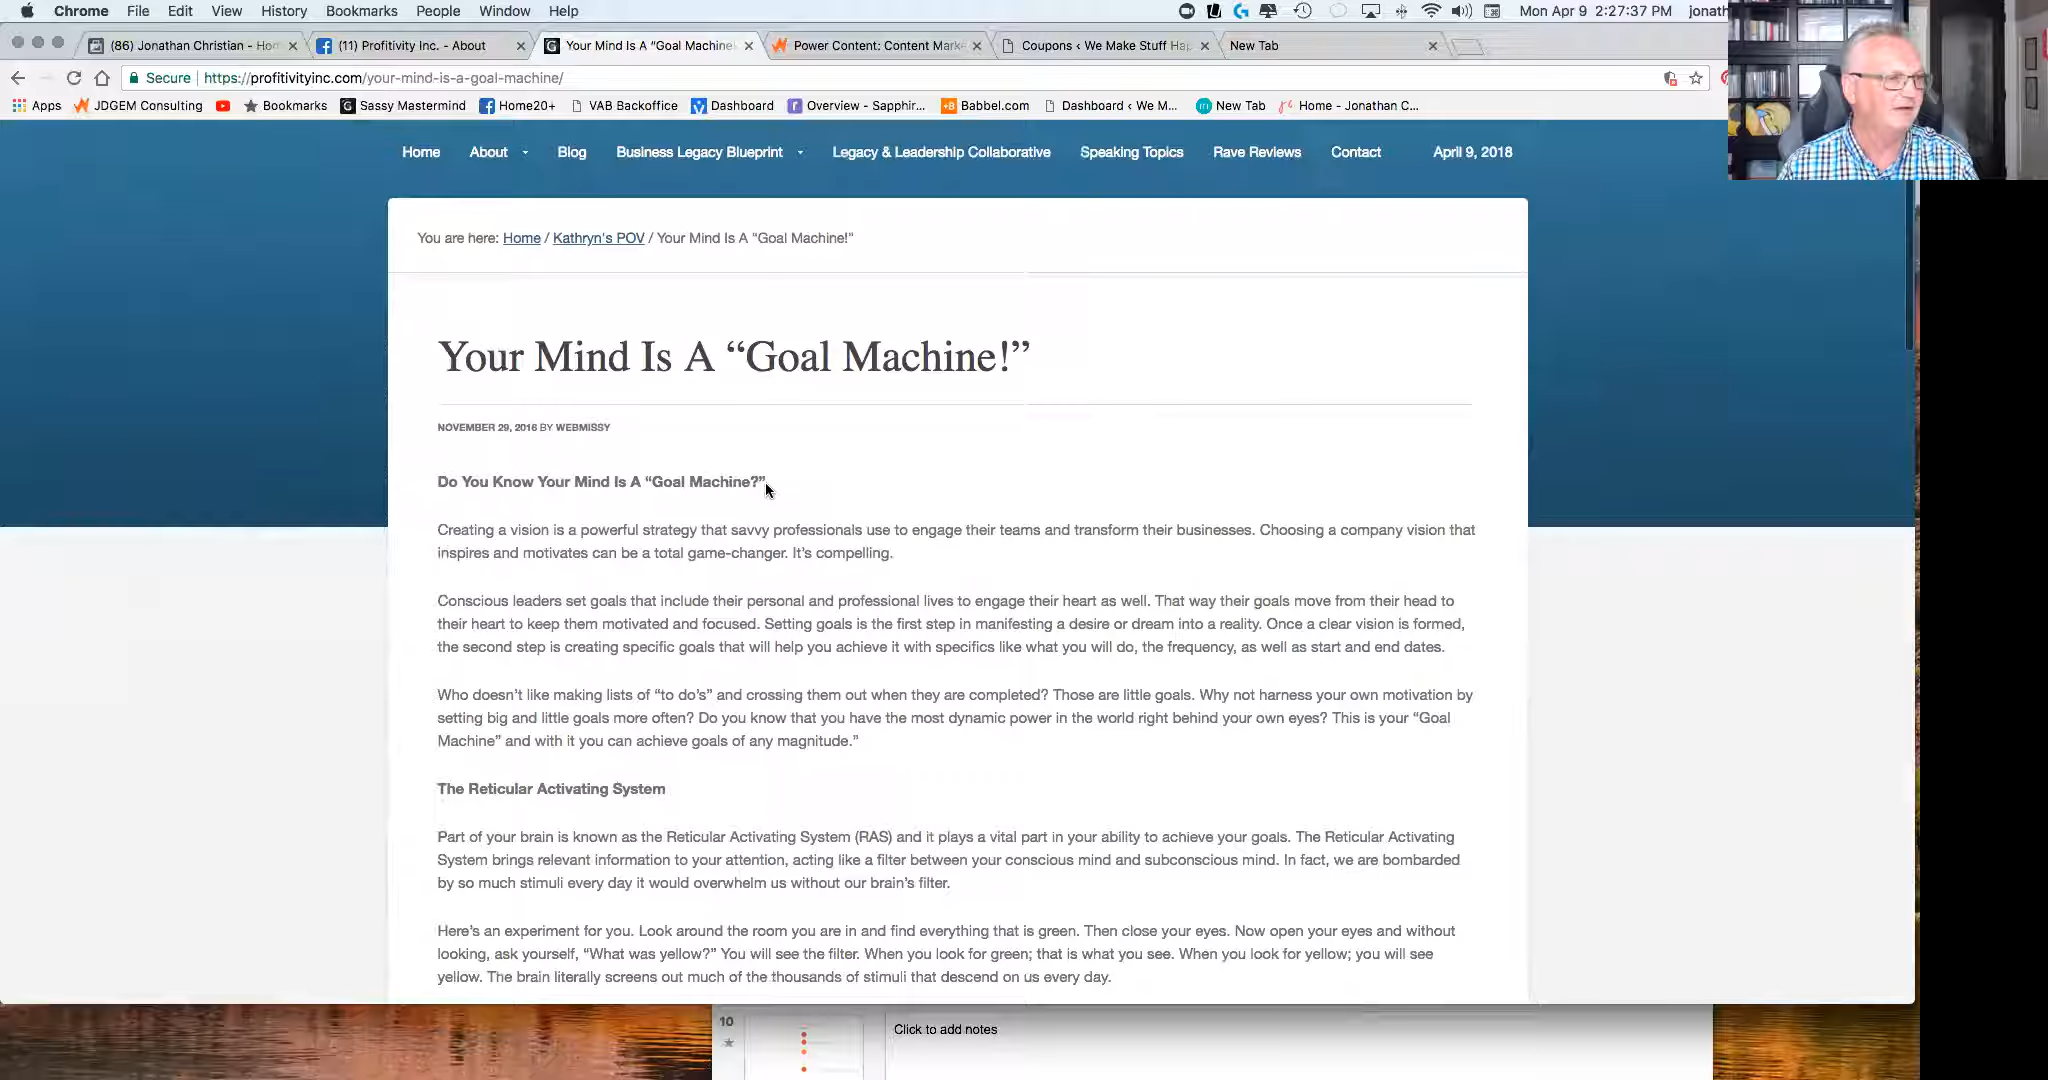 Chrome File Edit View History Bookmarks People Window Help Mon Apr 9 2:27:37 PM jonath
(86) Jonathan Christian - Hom (11) Profitivity Inc. - About Your Mind Is A “Goal Machine Power Content: Content Mark Coupons ‹ We Make Stuff Hap New Tab
Secure https://profitivityinc.com/your-mind-is-a-goal-machine/
Apps JDGEM Consulting Bookmarks Sassy Mastermind Home20+ VAB Backoffice Dashboard Overview - Sapphir... Babbel.com Dashboard ‹ We M... New Tab Home - Jonathan C...
Home About Blog Business Legacy Blueprint Legacy & Leadership Collaborative Speaking Topics Rave Reviews Contact April 9, 2018
You are here: Home / Kathryn's POV / Your Mind Is A “Goal Machine!”
Your Mind Is A “Goal Machine!”
NOVEMBER 29, 2016 BY WEBMISSY
Do You Know Your Mind Is A “Goal Machine?”
Creating a vision is a powerful strategy that savvy professionals use to engage their teams and transform their businesses. Choosing a company vision that
inspires and motivates can be a total game-changer. It’s compelling.
Conscious leaders set goals that include their personal and professional lives to engage their heart as well. That way their goals move from their head to
their heart to keep them motivated and focused. Setting goals is the first step in manifesting a desire or dream into a reality. Once a clear vision is formed,
the second step is creating specific goals that will help you achieve it with specifics like what you will do, the frequency, as well as start and end dates.
Who doesn’t like making lists of “to do’s” and crossing them out when they are completed? Those are little goals. Why not harness your own motivation by
setting big and little goals more often? Do you know that you have the most dynamic power in the world right behind your own eyes? This is your “Goal
Machine” and with it you can achieve goals of any magnitude.”
The Reticular Activating System
Part of your brain is known as the Reticular Activating System (RAS) and it plays a vital part in your ability to achieve your goals. The Reticular Activating
System brings relevant information to your attention, acting like a filter between your conscious mind and subconscious mind. In fact, we are bombarded
by so much stimuli every day it would overwhelm us without our brain’s filter.
Here’s an experiment for you. Look around the room you are in and find everything that is green. Then close your eyes. Now open your eyes and without
looking, ask yourself, “What was yellow?” You will see the filter. When you look for green; that is what you see. When you look for yellow; you will see
yellow. The brain literally screens out much of the thousands of stimuli that descend on us every day.
10
Click to add notes